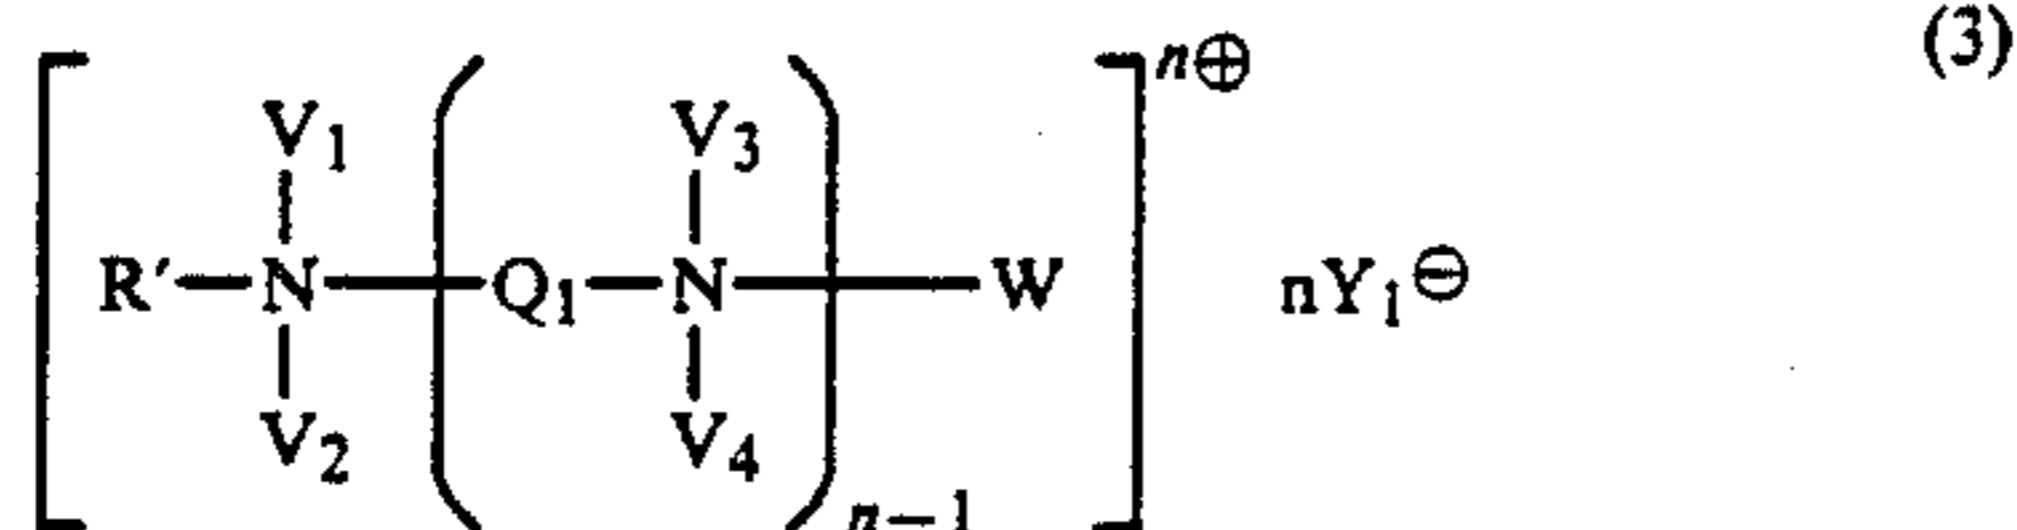 (3)
n⊕
V1 V3
R′—N—Q1—N—W nY1⊖
V2 V4
n−1